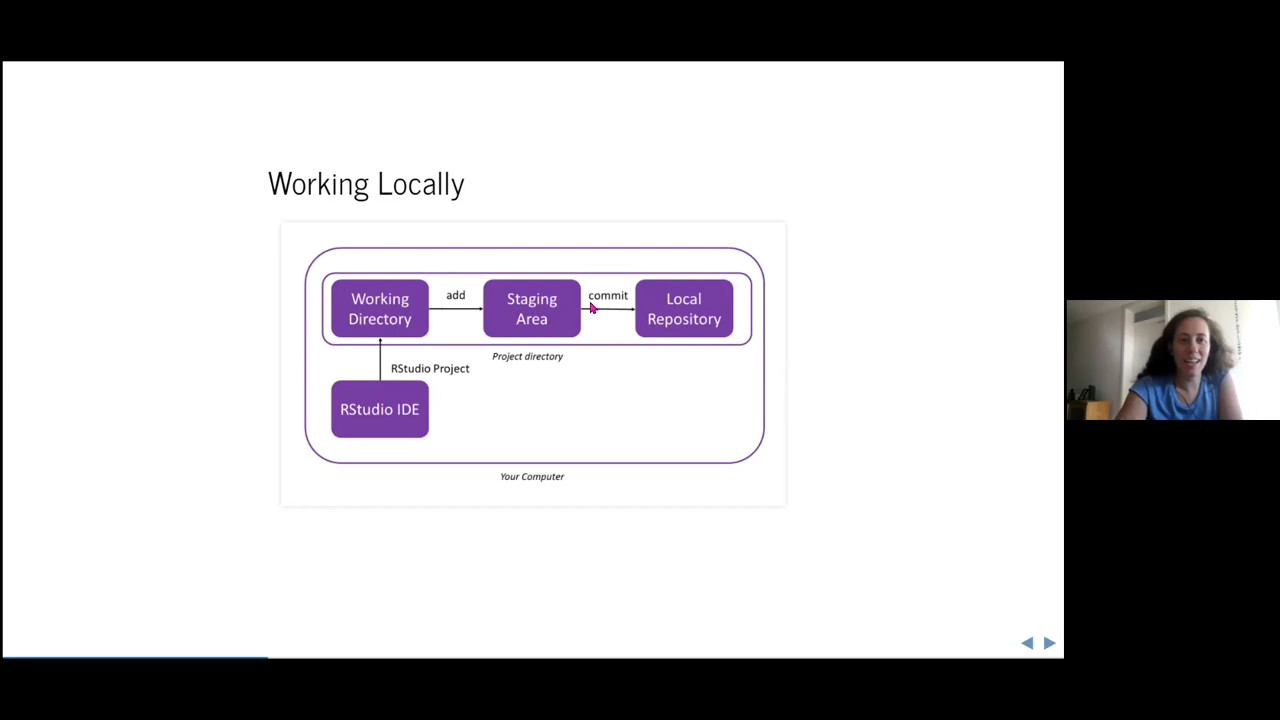 Working Locally
Working
Directory
add
Staging
Area
commit
Local
Repository
Project directory
RStudio Project
RStudio IDE
Your Computer